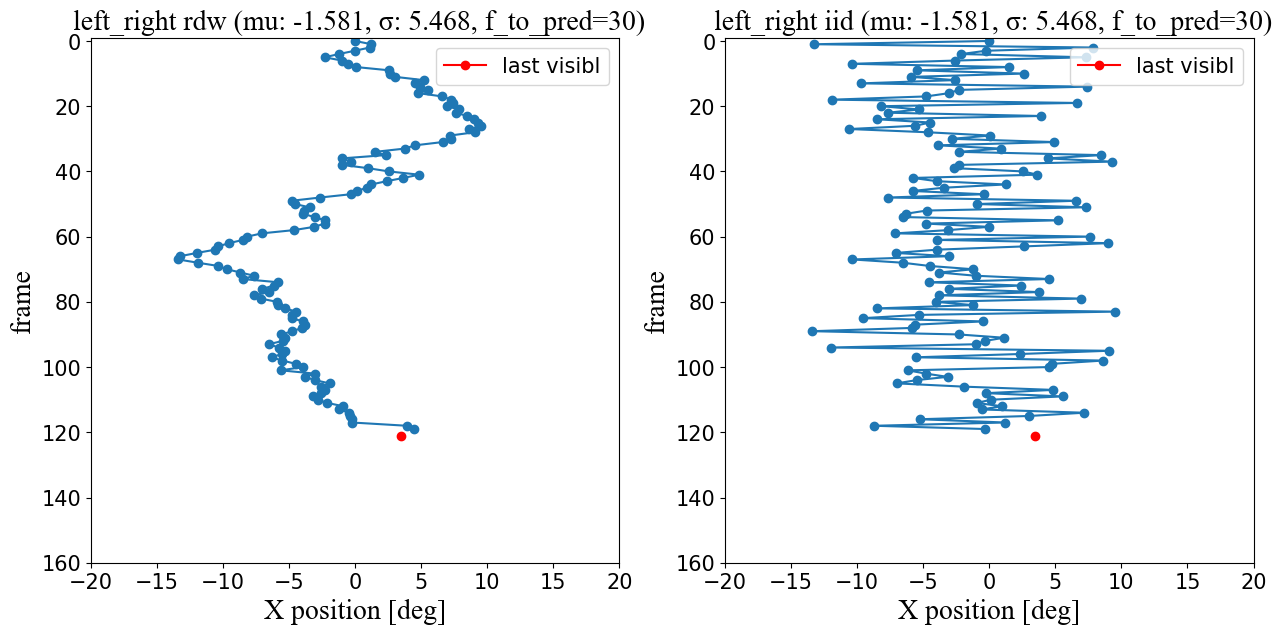 left_right rdw (mu: -1.581, σ: 5.468, f_to_pred=30)
last visibl
0
20
40
60
80
100
120
140
160
frame
−20 −15 −10 −5 0 5 10 15 20
X position [deg]
left_right iid (mu: -1.581, σ: 5.468, f_to_pred=30)
last visibl
0
20
40
60
80
100
120
140
160
frame
−20 −15 −10 −5 0 5 10 15 20
X position [deg]